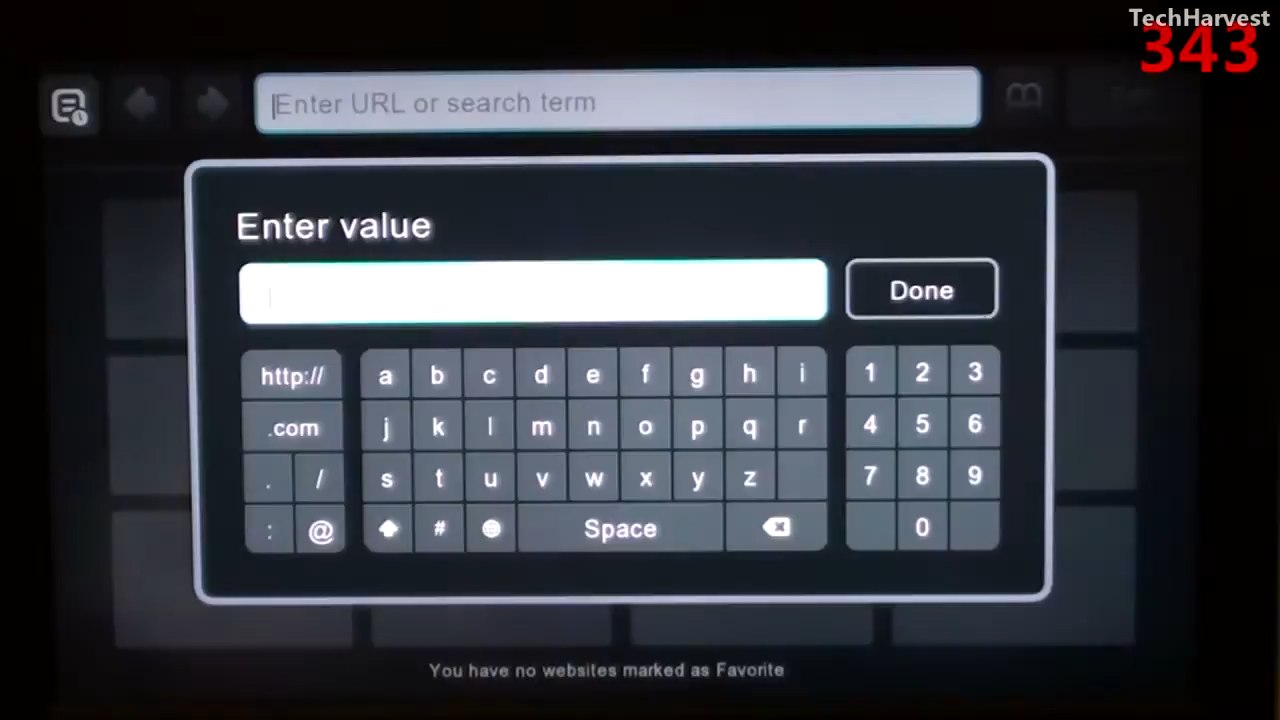 TechHarvest
343
Enter URL or search term
Enter value
Done
http:// a b c d e f g h i 1 2 3
.com j k l m n o p q r 4 5 6
. / s t u v w x y z 7 8 9
: @ # Space 0
You have no websites marked as Favorite